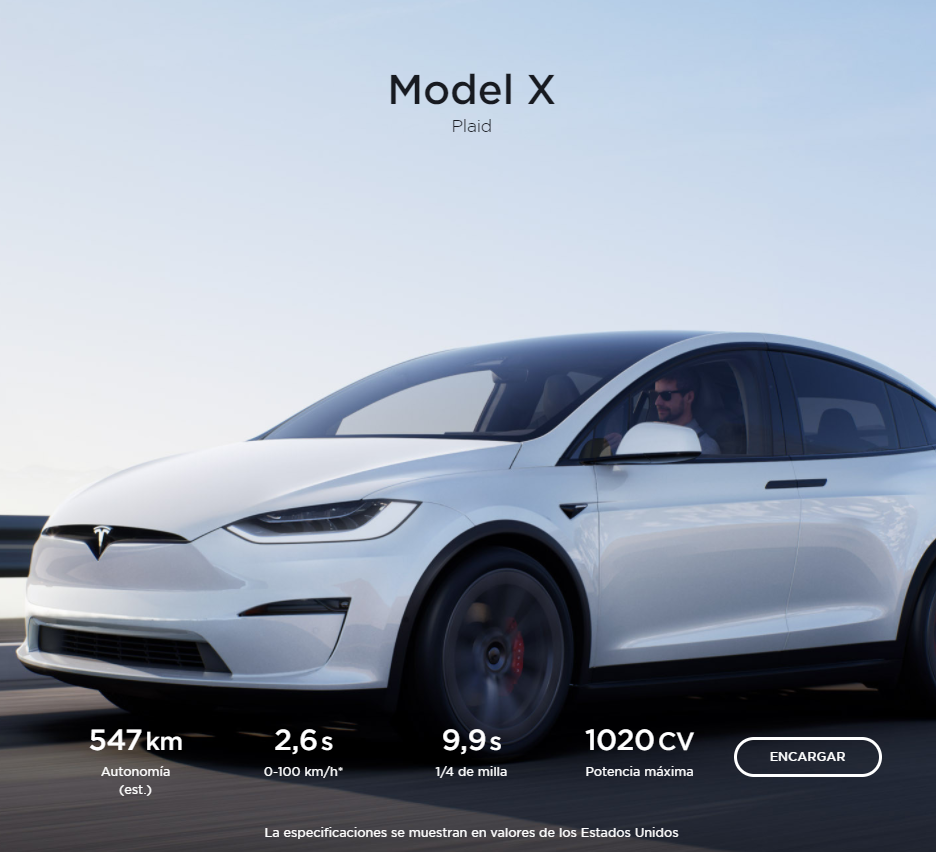 Model X
Plaid
547 km
Autonomía
(est.)
2,6 s
0-100 km/h*
9,9 s
1/4 de milla
1020 CV
Potencia máxima
ENCARGAR
La especificaciones se muestran en valores de los Estados Unidos